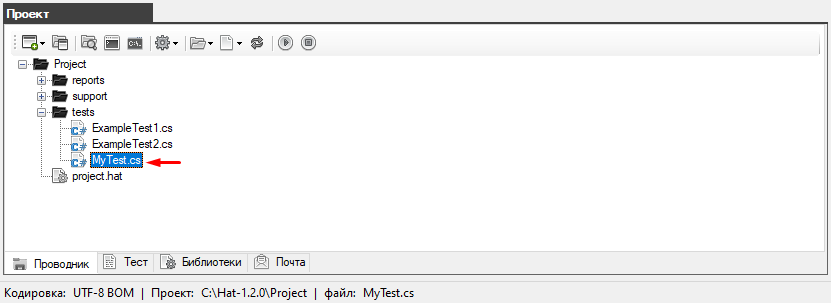 Проект
C:\
Project
reports
support
tests
ExampleTest1.cs
ExampleTest2.cs
MyTest.cs
project.hat
Проводник Тест Библиотеки Почта
Кодировка: UTF-8 BOM | Проект: C:\Hat-1.2.0\Project | файл: MyTest.cs